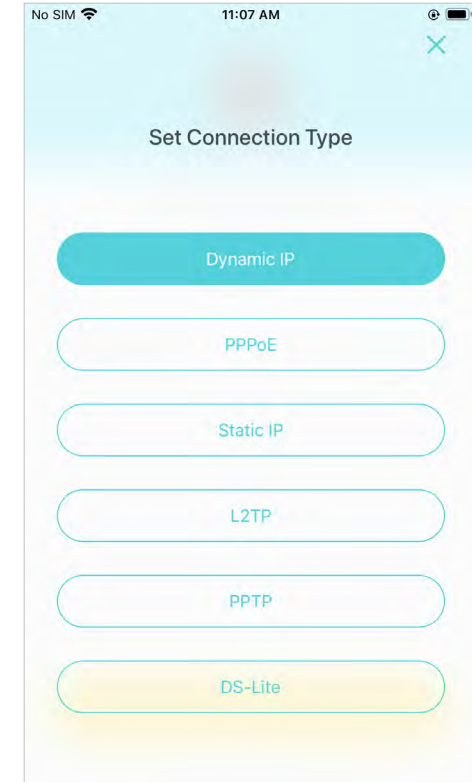 No SIM 11:07 AM
Set Connection Type
Dynamic IP
PPPoE
Static IP
L2TP
PPTP
DS-Lite